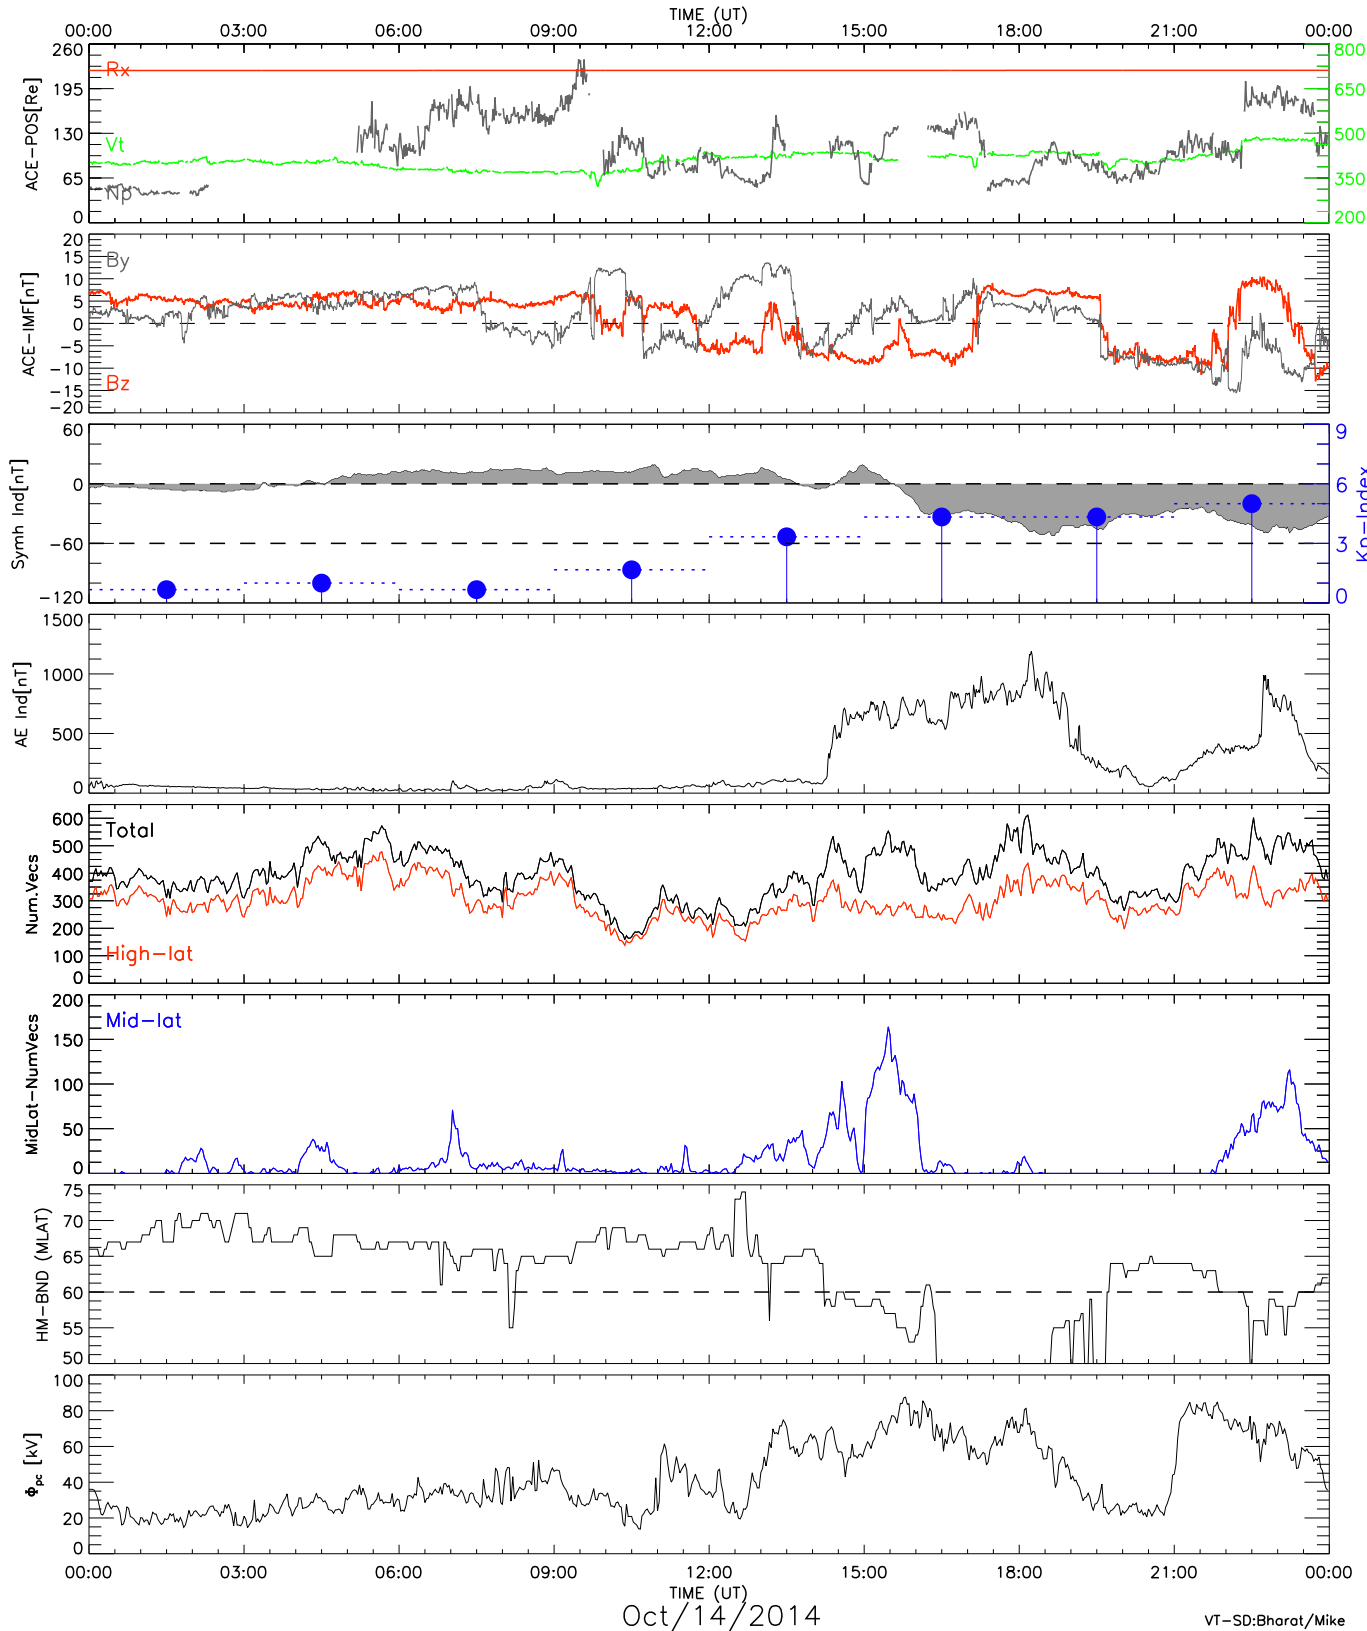 TIME (UT)
00:00 03:00 06:00 09:00 12:00 15:00 18:00 21:00 00:00
ACE-POS[Re]
260
195
130
65
0
Rx
Vt
Np
800
650
500
350
200
ACE-IMF[nT]
20
15
10
5
0
-5
-10
-15
-20
By
Bz
Symh Ind[nT]
60
0
-60
-120
9
6
3
0
Kp-Index
AE Ind[nT]
1500
1000
500
0
Num.Vecs
600
500
400
300
200
100
0
Total
High-lat
MidLat-NumVecs
200
150
100
50
0
Mid-lat
HM-BND (MLAT)
75
70
65
60
55
50
Φpc [kV]
100
80
60
40
20
0
00:00 03:00 06:00 09:00 12:00 15:00 18:00 21:00 00:00
TIME (UT)
Oct/14/2014
VT-SD:Bharat/Mike